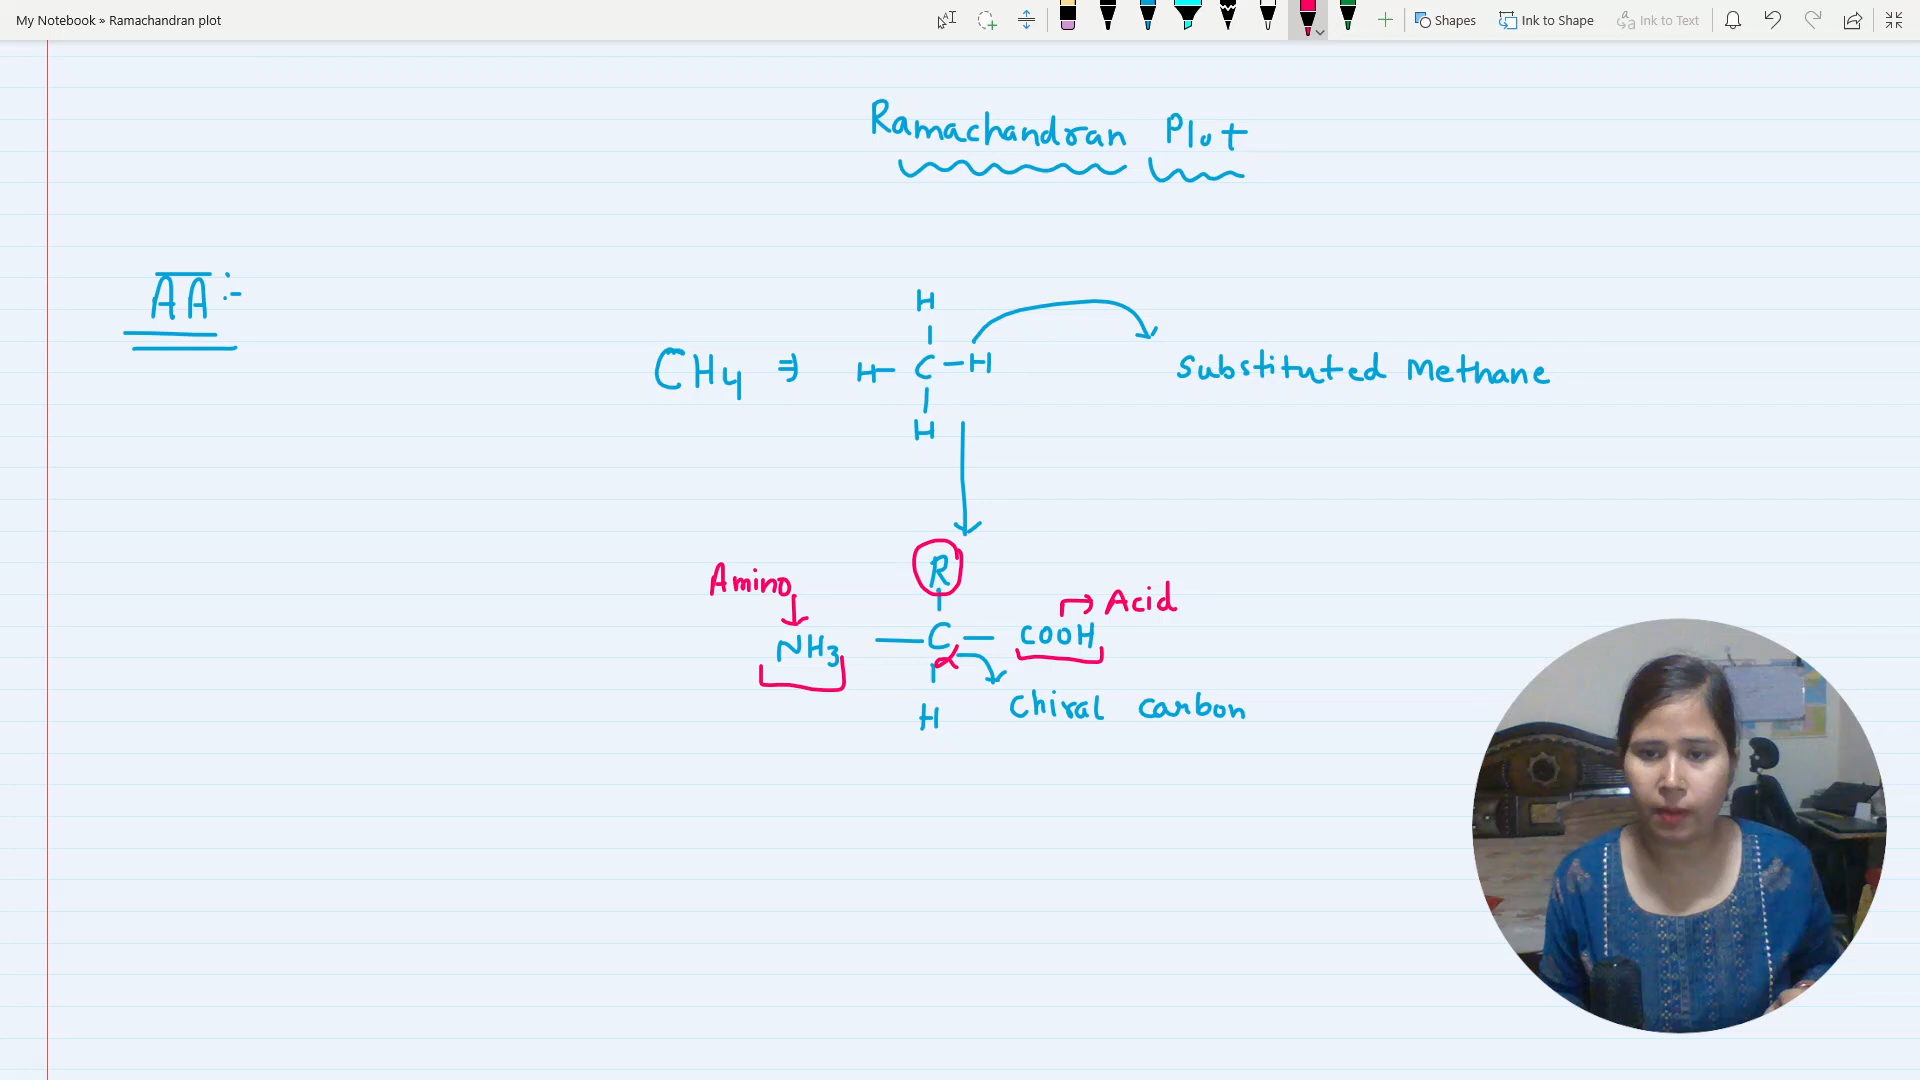 My Notebook » Ramachandran plot
Shapes
Ink to Shape
Ink to Text
Ramachandran Plot
AA :-
H
CH4 ⇒ H - C - H
H
Substituted Methane
R
Amino
Acid
NH3 — C — COOH
α
H
Chiral carbon